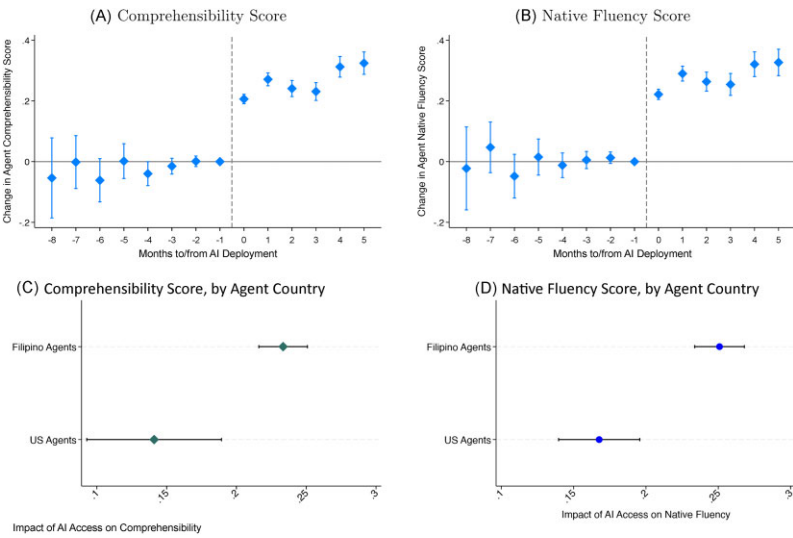 (A) Comprehensibility Score
Change in Agent Comprehensibility Score
.4
.2
0
-.2
-8 -7 -6 -5 -4 -3 -2 -1 0 1 2 3 4 5
Months to/from AI Deployment
(B) Native Fluency Score
Change in Agent Native Fluency Score
.4
.2
0
-.2
-8 -7 -6 -5 -4 -3 -2 -1 0 1 2 3 4 5
Months to/from AI Deployment
(C) Comprehensibility Score, by Agent Country
Filipino Agents
US Agents
.1 .15 .2 .25 .3
Impact of AI Access on Comprehensibility
(D) Native Fluency Score, by Agent Country
Filipino Agents
US Agents
.1 .15 .2 .25 .3
Impact of AI Access on Native Fluency